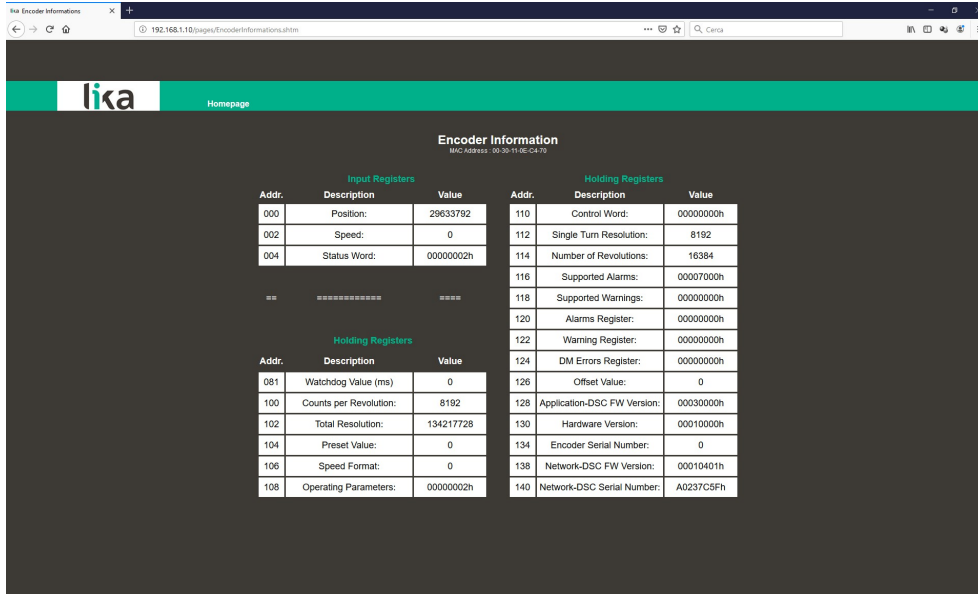 lika Encoder Informations
192.168.1.10/pages/EncoderInformations.shtm
Cerca
lika
Homepage
Encoder Information
MAC Address : 00-30-11-0E-C4-70
Input Registers
Addr. Description Value
000 Position: 29633792
002 Speed: 0
004 Status Word: 00000002h
== ============ ====
Holding Registers
Addr. Description Value
081 Watchdog Value (ms) 0
100 Counts per Revolution: 8192
102 Total Resolution: 134217728
104 Preset Value: 0
106 Speed Format: 0
108 Operating Parameters: 00000002h
Holding Registers
Addr. Description Value
110 Control Word: 00000000h
112 Single Turn Resolution: 8192
114 Number of Revolutions: 16384
116 Supported Alarms: 00007000h
118 Supported Warnings: 00000000h
120 Alarms Register: 00000000h
122 Warning Register: 00000000h
124 DM Errors Register: 00000000h
126 Offset Value: 0
128 Application-DSC FW Version: 00030000h
130 Hardware Version: 00010000h
134 Encoder Serial Number: 0
138 Network-DSC FW Version: 00010401h
140 Network-DSC Serial Number: A0237C5Fh